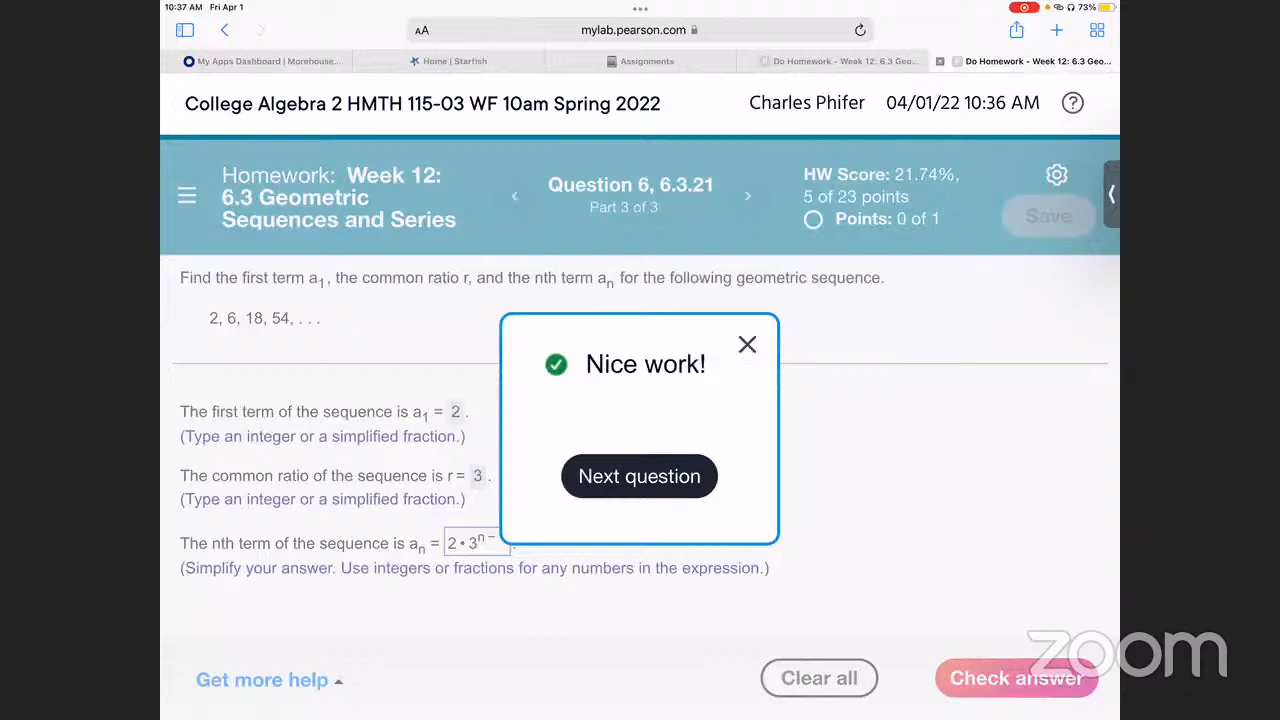 10:37 AM Fri Apr 1
73%
AA mylab.pearson.com
My Apps Dashboard | Morehouse...
Home | Starfish
Assignments
Do Homework - Week 12: 6.3 Geo...
Do Homework - Week 12: 6.3 Geo...
College Algebra 2 HMTH 115-03 WF 10am Spring 2022
Charles Phifer 04/01/22 10:36 AM ?
Homework: Week 12:
6.3 Geometric
Sequences and Series
Question 6, 6.3.21
Part 3 of 3
HW Score: 21.74%,
5 of 23 points
Points: 0 of 1
Save
Find the first term a₁, the common ratio r, and the nth term aₙ for the following geometric sequence.
2, 6, 18, 54, . . .
Nice work!
Next question
The first term of the sequence is a₁ = 2.
(Type an integer or a simplified fraction.)
The common ratio of the sequence is r = 3.
(Type an integer or a simplified fraction.)
The nth term of the sequence is aₙ = 2 • 3ⁿ⁻
(Simplify your answer. Use integers or fractions for any numbers in the expression.)
Get more help
Clear all
Check answer
zoom